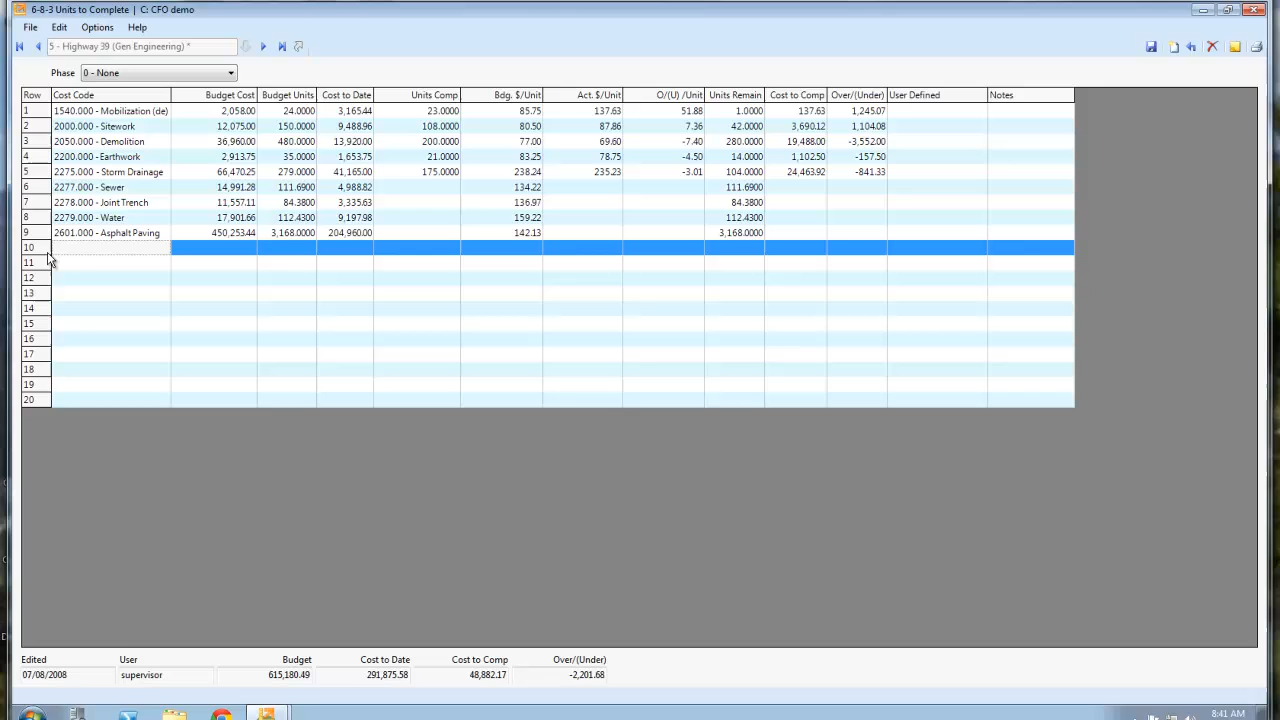 6-8-3 Units to Complete | C: CFO demo
File Edit Options Help
5 - Highway 39 (Gen Engineering) *
Phase 0 - None
Row Cost Code Budget Cost Budget Units Cost to Date Units Comp Bdg. $/Unit Act. $/Unit O/(U) /Unit Units Remain Cost to Comp Over/(Under) User Defined Notes
1 1540.000 - Mobilization (de) 2,058.00 24.0000 3,165.44 23.0000 85.75 137.63 51.88 1.0000 137.63 1,245.07
2 2000.000 - Sitework 12,075.00 150.0000 9,488.96 108.0000 80.50 87.86 7.36 42.0000 3,690.12 1,104.08
3 2050.000 - Demolition 36,960.00 480.0000 13,920.00 200.0000 77.00 69.60 -7.40 280.0000 19,488.00 -3,552.00
4 2200.000 - Earthwork 2,913.75 35.0000 1,653.75 21.0000 83.25 78.75 -4.50 14.0000 1,102.50 -157.50
5 2275.000 - Storm Drainage 66,470.25 279.0000 41,165.00 175.0000 238.24 235.23 -3.01 104.0000 24,463.92 -841.33
6 2277.000 - Sewer 14,991.28 111.6900 4,988.82 134.22 111.6900
7 2278.000 - Joint Trench 11,557.11 84.3800 3,335.63 136.97 84.3800
8 2279.000 - Water 17,901.66 112.4300 9,197.98 159.22 112.4300
9 2601.000 - Asphalt Paving 450,253.44 3,168.0000 204,960.00 142.13 3,168.0000
10
11
12
13
14
15
16
17
18
19
20
Edited User Budget Cost to Date Cost to Comp Over/(Under)
07/08/2008 supervisor 615,180.49 291,875.58 48,882.17 -2,201.68
8:41 AM